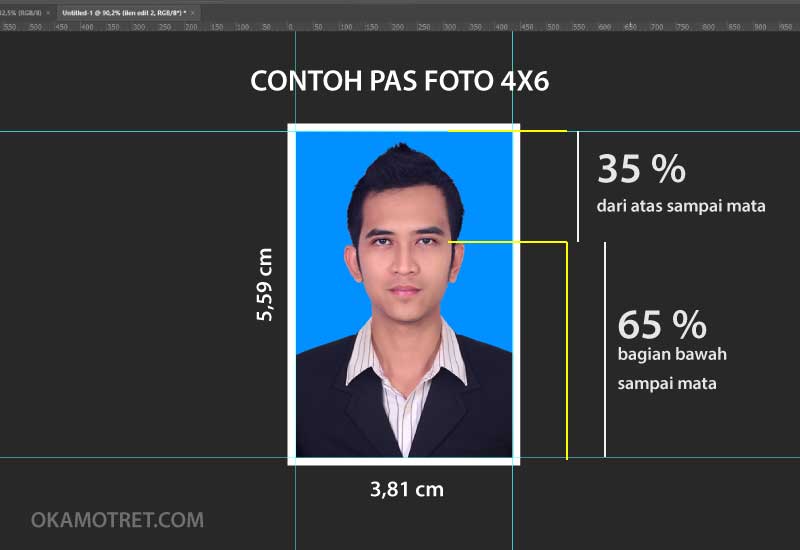 32,5% (RGB/8) ×
Untitled-1 @ 90,2% (ilen edit 2, RGB/8*) * ×
550 500 450 400 350 300 250 200 150 100 50 0 50 100 150 200 250 300 350 400 450 500 550 600 650 700 750 800 850 900 950
CONTOH PAS FOTO 4X6
35 %
dari atas sampai mata
5,59 cm
65 %
bagian bawah
sampai mata
3,81 cm
OKAMOTRET.COM